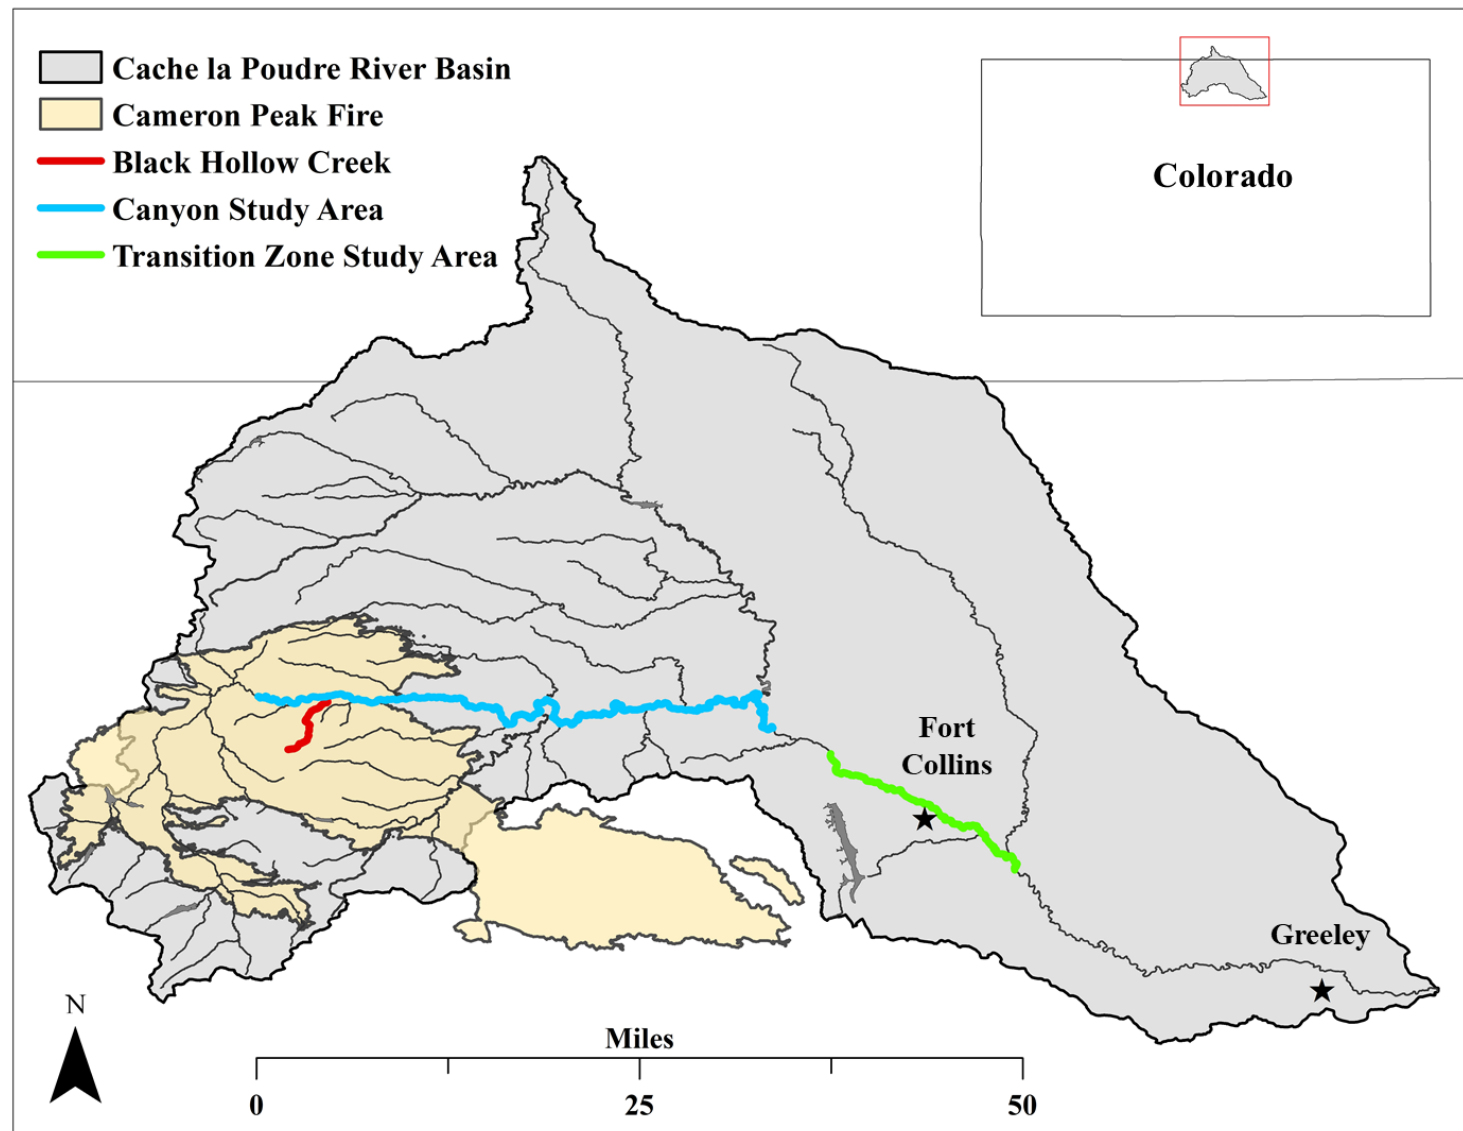 Cache la Poudre River Basin
Cameron Peak Fire
Black Hollow Creek
Canyon Study Area
Transition Zone Study Area
Colorado
Fort
Collins
Greeley
N
Miles
0 25 50